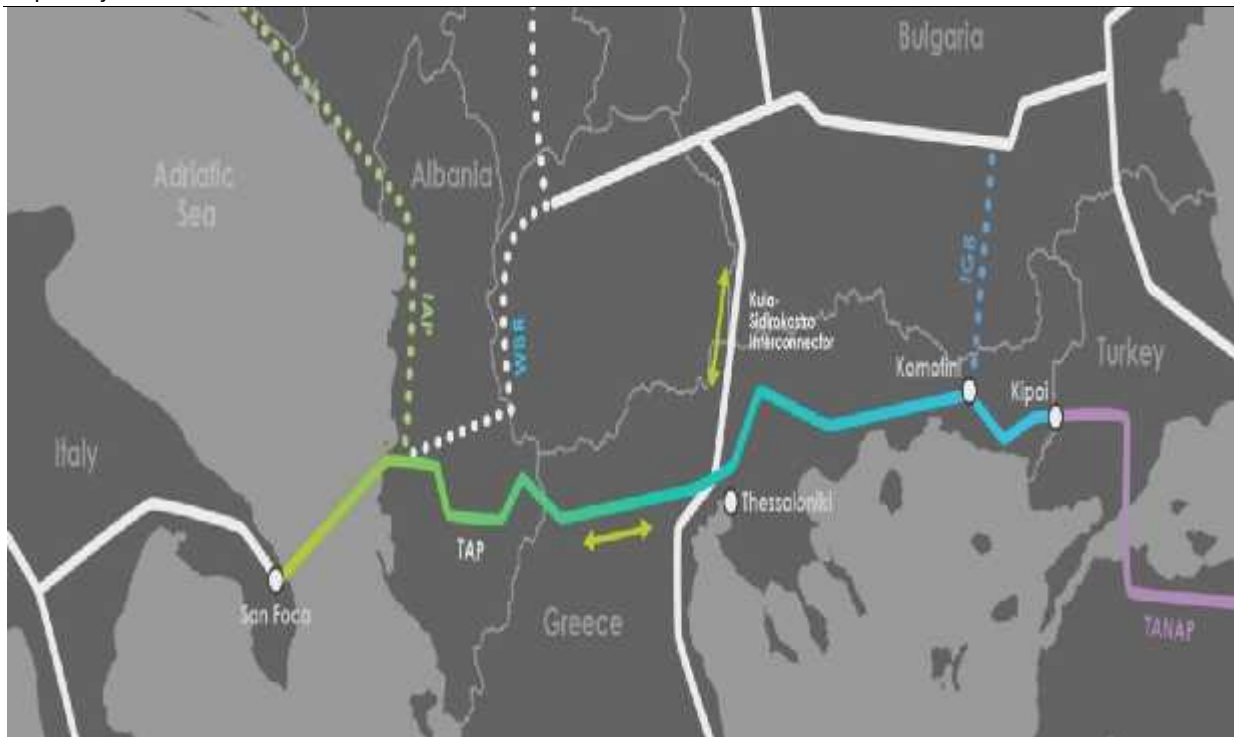 Bulgaria
Adriatic
Sea
Albania
IAP
WBR
IGB
Kula-
Sidirokastro
Interconnector
Turkey
Komotini
Kipoi
Italy
Thessaloniki
TAP
San Foca
Greece
TANAP